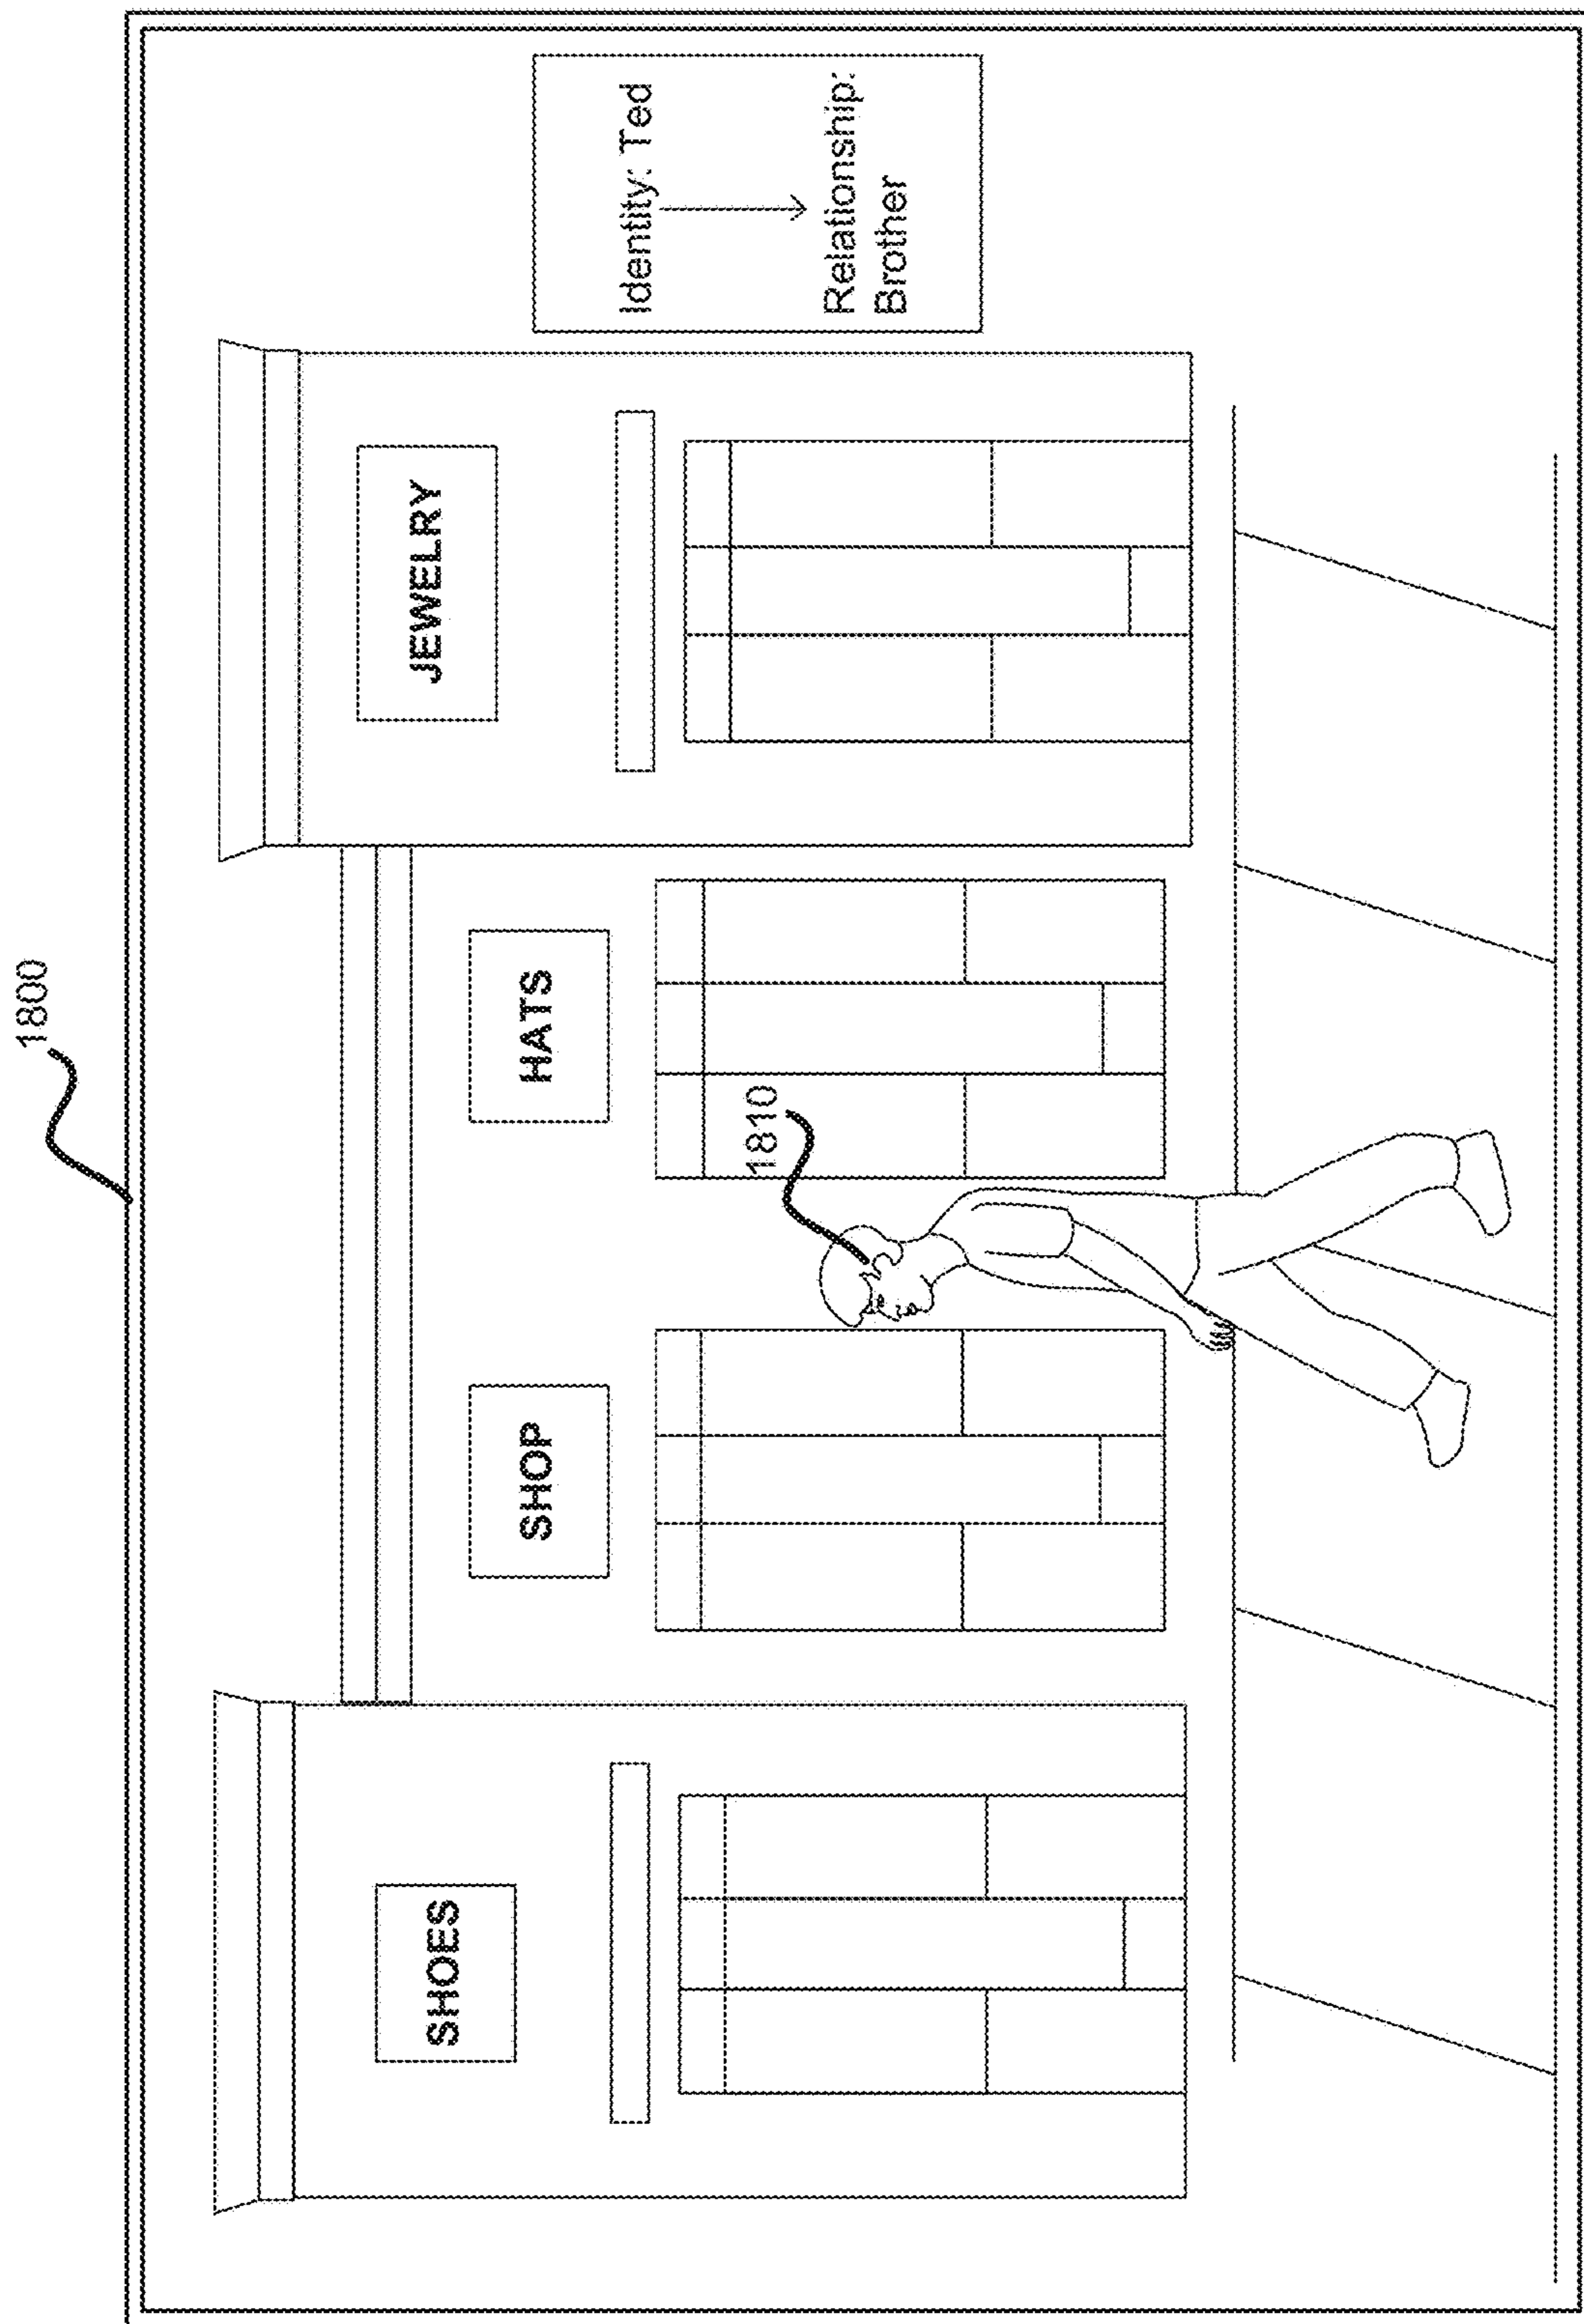 1800
SHOES
SHOP
HATS
JEWELRY
1810
Identity: Ted
Relationship:
Brother